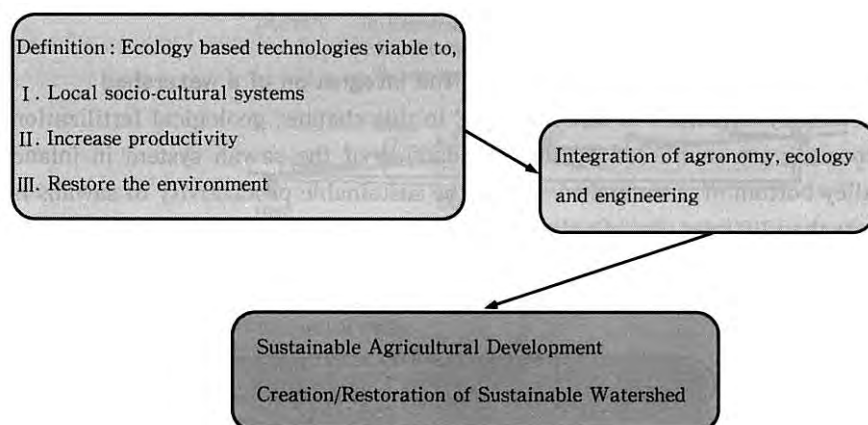 Definition : Ecology based technologies viable to,
I . Local socio-cultural systems
II. Increase productivity
III. Restore the environment
Integration of agronomy, ecology
and engineering
Sustainable Agricultural Development
Creation/Restoration of Sustainable Watershed